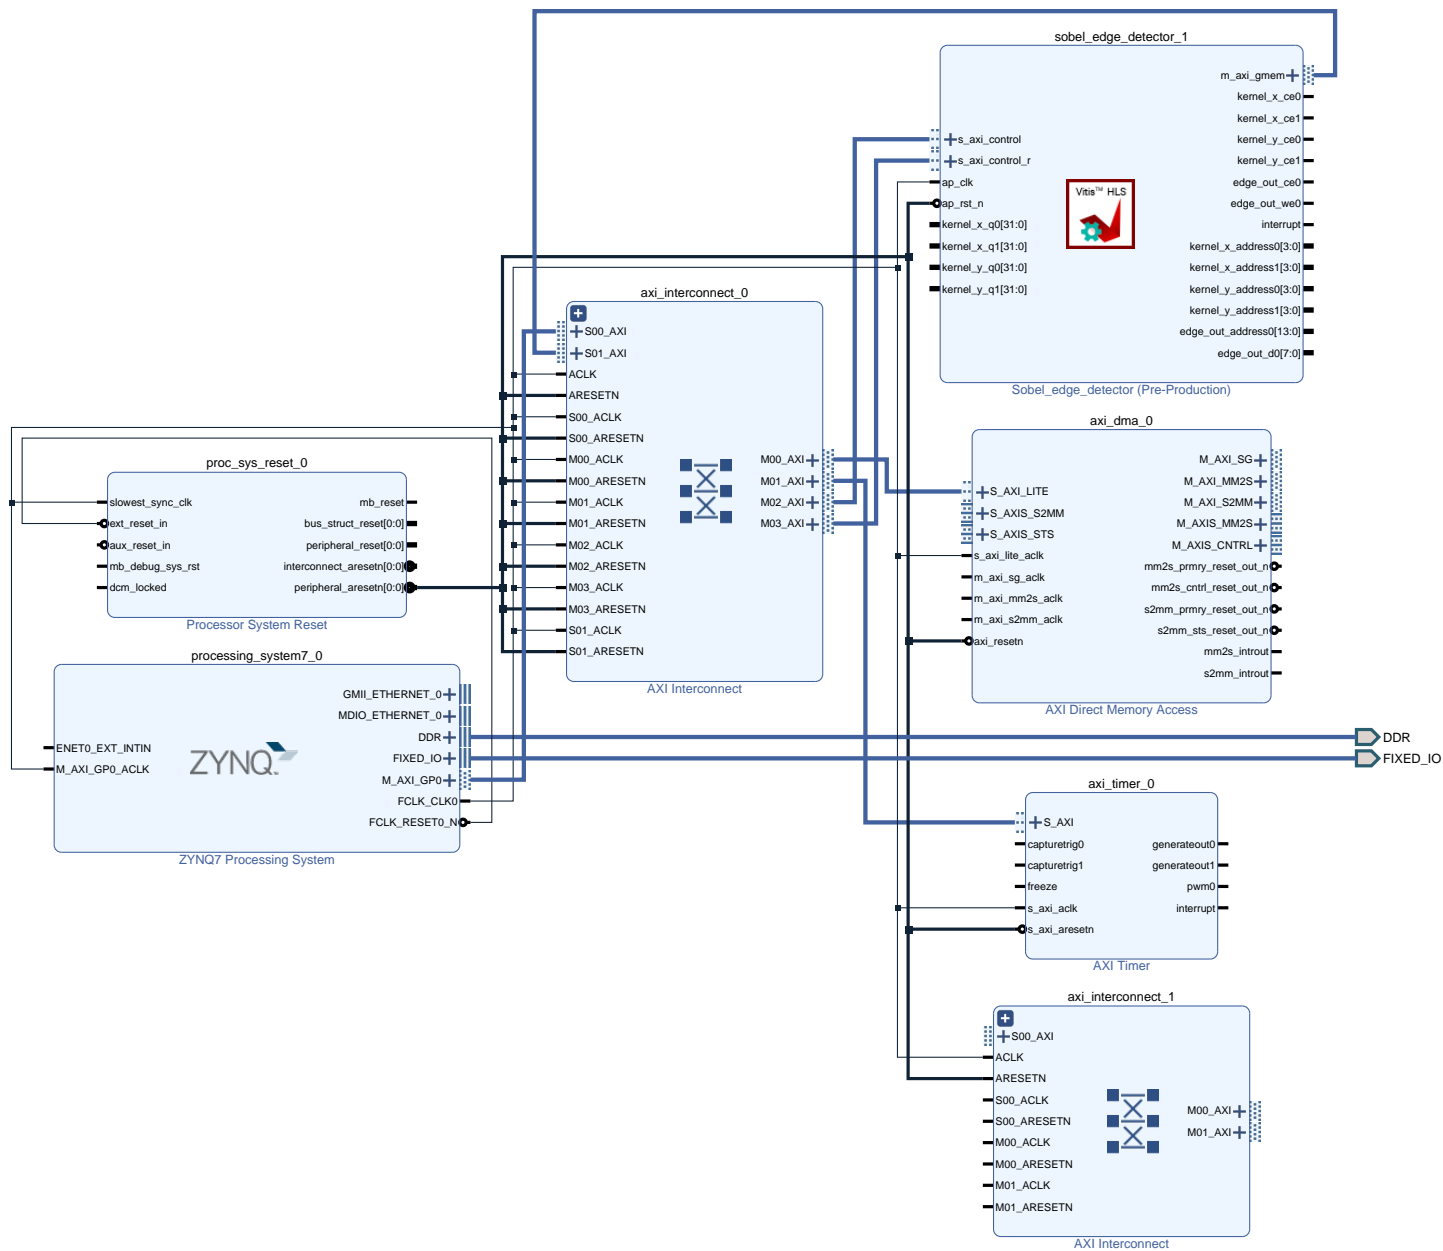 sobel_edge_detector_1
m_axi_gmem
kernel_x_ce0
kernel_x_ce1
s_axi_control
kernel_y_ce0
s_axi_control_r
kernel_y_ce1
ap_clk
edge_out_ce0
ap_rst_n
edge_out_we0
Vitis™ HLS
kernel_x_q0[31:0]
interrupt
kernel_x_q1[31:0]
kernel_x_address0[3:0]
kernel_y_q0[31:0]
kernel_x_address1[3:0]
kernel_y_q1[31:0]
kernel_y_address0[3:0]
kernel_y_address1[3:0]
edge_out_address0[13:0]
edge_out_d0[7:0]
Sobel_edge_detector (Pre-Production)
axi_interconnect_0
S00_AXI
S01_AXI
ACLK
ARESETN
S00_ACLK
S00_ARESETN
M00_ACLK
M00_ARESETN
M01_ACLK
M01_ARESETN
M02_ACLK
M02_ARESETN
M03_ACLK
M03_ARESETN
S01_ACLK
S01_ARESETN
M00_AXI
M01_AXI
M02_AXI
M03_AXI
AXI Interconnect
axi_dma_0
S_AXI_LITE
S_AXIS_S2MM
S_AXIS_STS
s_axi_lite_aclk
m_axi_sg_aclk
m_axi_mm2s_aclk
m_axi_s2mm_aclk
axi_resetn
M_AXI_SG
M_AXI_MM2S
M_AXI_S2MM
M_AXIS_MM2S
M_AXIS_CNTRL
mm2s_prmry_reset_out_n
mm2s_cntrl_reset_out_n
s2mm_prmry_reset_out_n
s2mm_sts_reset_out_n
mm2s_introut
s2mm_introut
AXI Direct Memory Access
proc_sys_reset_0
slowest_sync_clk
ext_reset_in
aux_reset_in
mb_debug_sys_rst
dcm_locked
mb_reset
bus_struct_reset[0:0]
peripheral_reset[0:0]
interconnect_aresetn[0:0]
peripheral_aresetn[0:0]
Processor System Reset
processing_system7_0
ENET0_EXT_INTIN
M_AXI_GP0_ACLK
ZYNQ
GMII_ETHERNET_0
MDIO_ETHERNET_0
DDR
FIXED_IO
M_AXI_GP0
FCLK_CLK0
FCLK_RESET0_N
ZYNQ7 Processing System
DDR
FIXED_IO
axi_timer_0
S_AXI
capturetrig0
capturetrig1
freeze
s_axi_aclk
s_axi_aresetn
generateout0
generateout1
pwm0
interrupt
AXI Timer
axi_interconnect_1
S00_AXI
ACLK
ARESETN
S00_ACLK
S00_ARESETN
M00_ACLK
M00_ARESETN
M01_ACLK
M01_ARESETN
M00_AXI
M01_AXI
AXI Interconnect